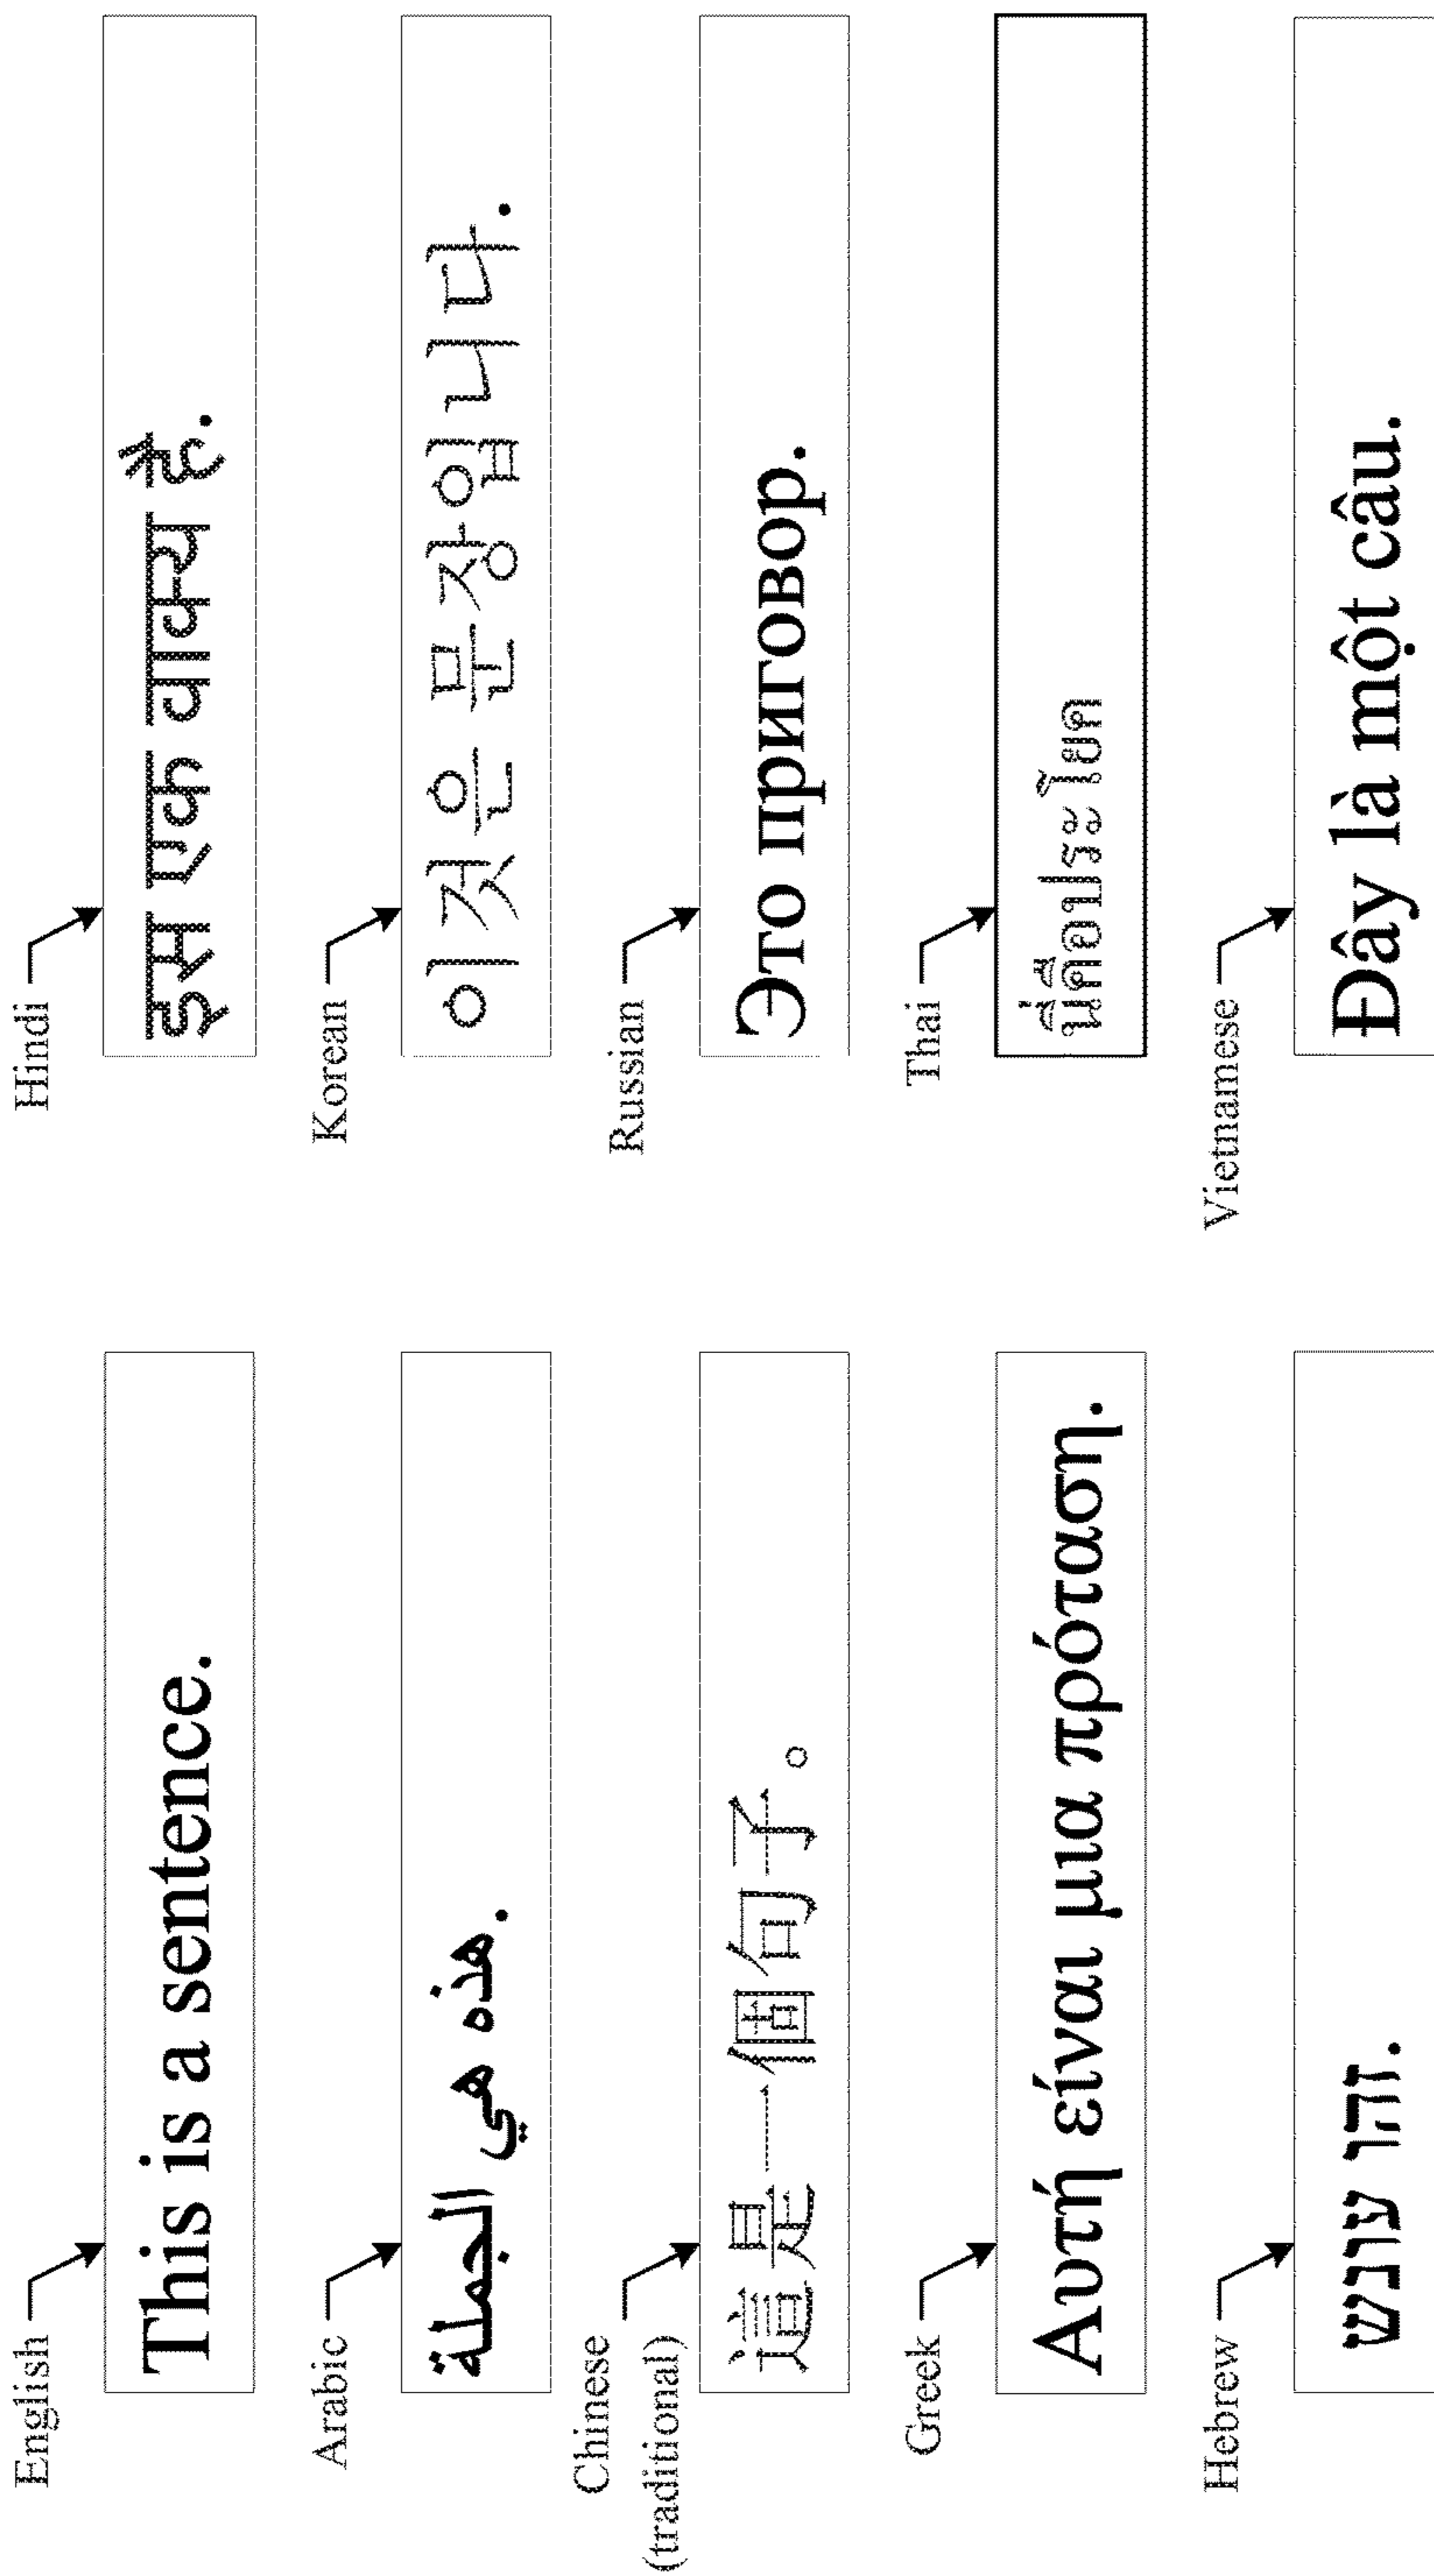 English
This is a sentence.
Arabic
هذه هي الجملة.
Chinese
(traditional)
這是一個句子。
Greek
Αυτή είναι μια πρόταση.
Hebrew
זהו עונש.
Hindi
इस एक वाक्य है.
Korean
이것은 문장입니다.
Russian
Это приговор.
Thai
นี่คือประโยค
Vietnamese
Đây là một câu.